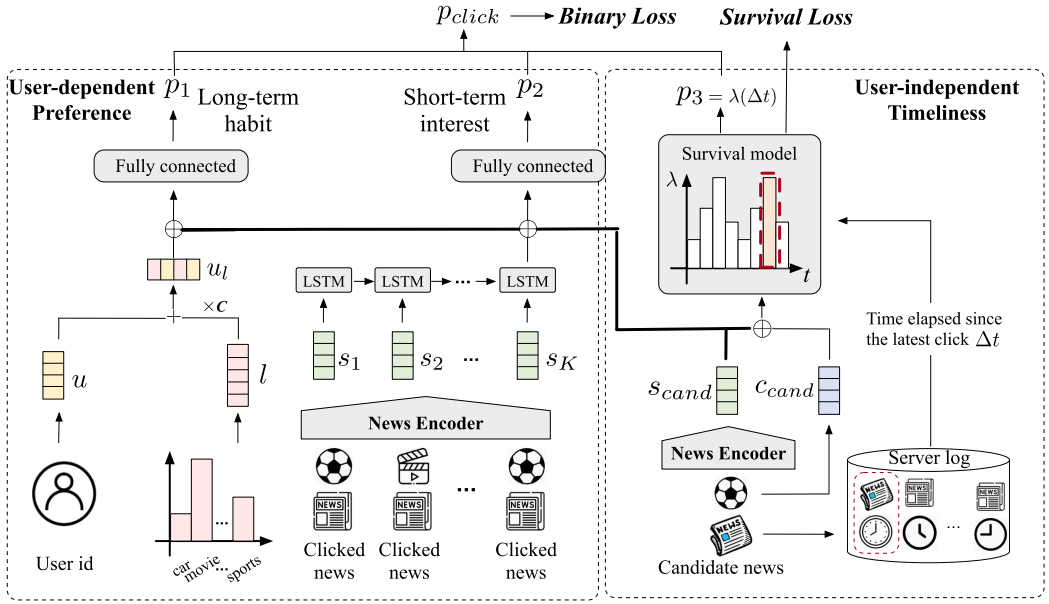 p_click
Binary Loss
Survival Loss
User-dependent
Preference
p_1
Long-term
habit
Short-term
interest
p_2
p_3 = λ(Δt)
User-independent
Timeliness
Fully connected
Fully connected
Survival model
λ
t
u_l
×c
LSTM
LSTM
...
LSTM
Time elapsed since
the latest click Δt
s_1
s_2
...
s_K
u
l
s_cand
c_cand
News Encoder
News Encoder
Server log
NEWS
NEWS
...
NEWS
NEWS
NEWS
NEWS
NEWS
...
...
car
movie
...
sports
User id
Clicked
news
Clicked
news
Clicked
news
Candidate news